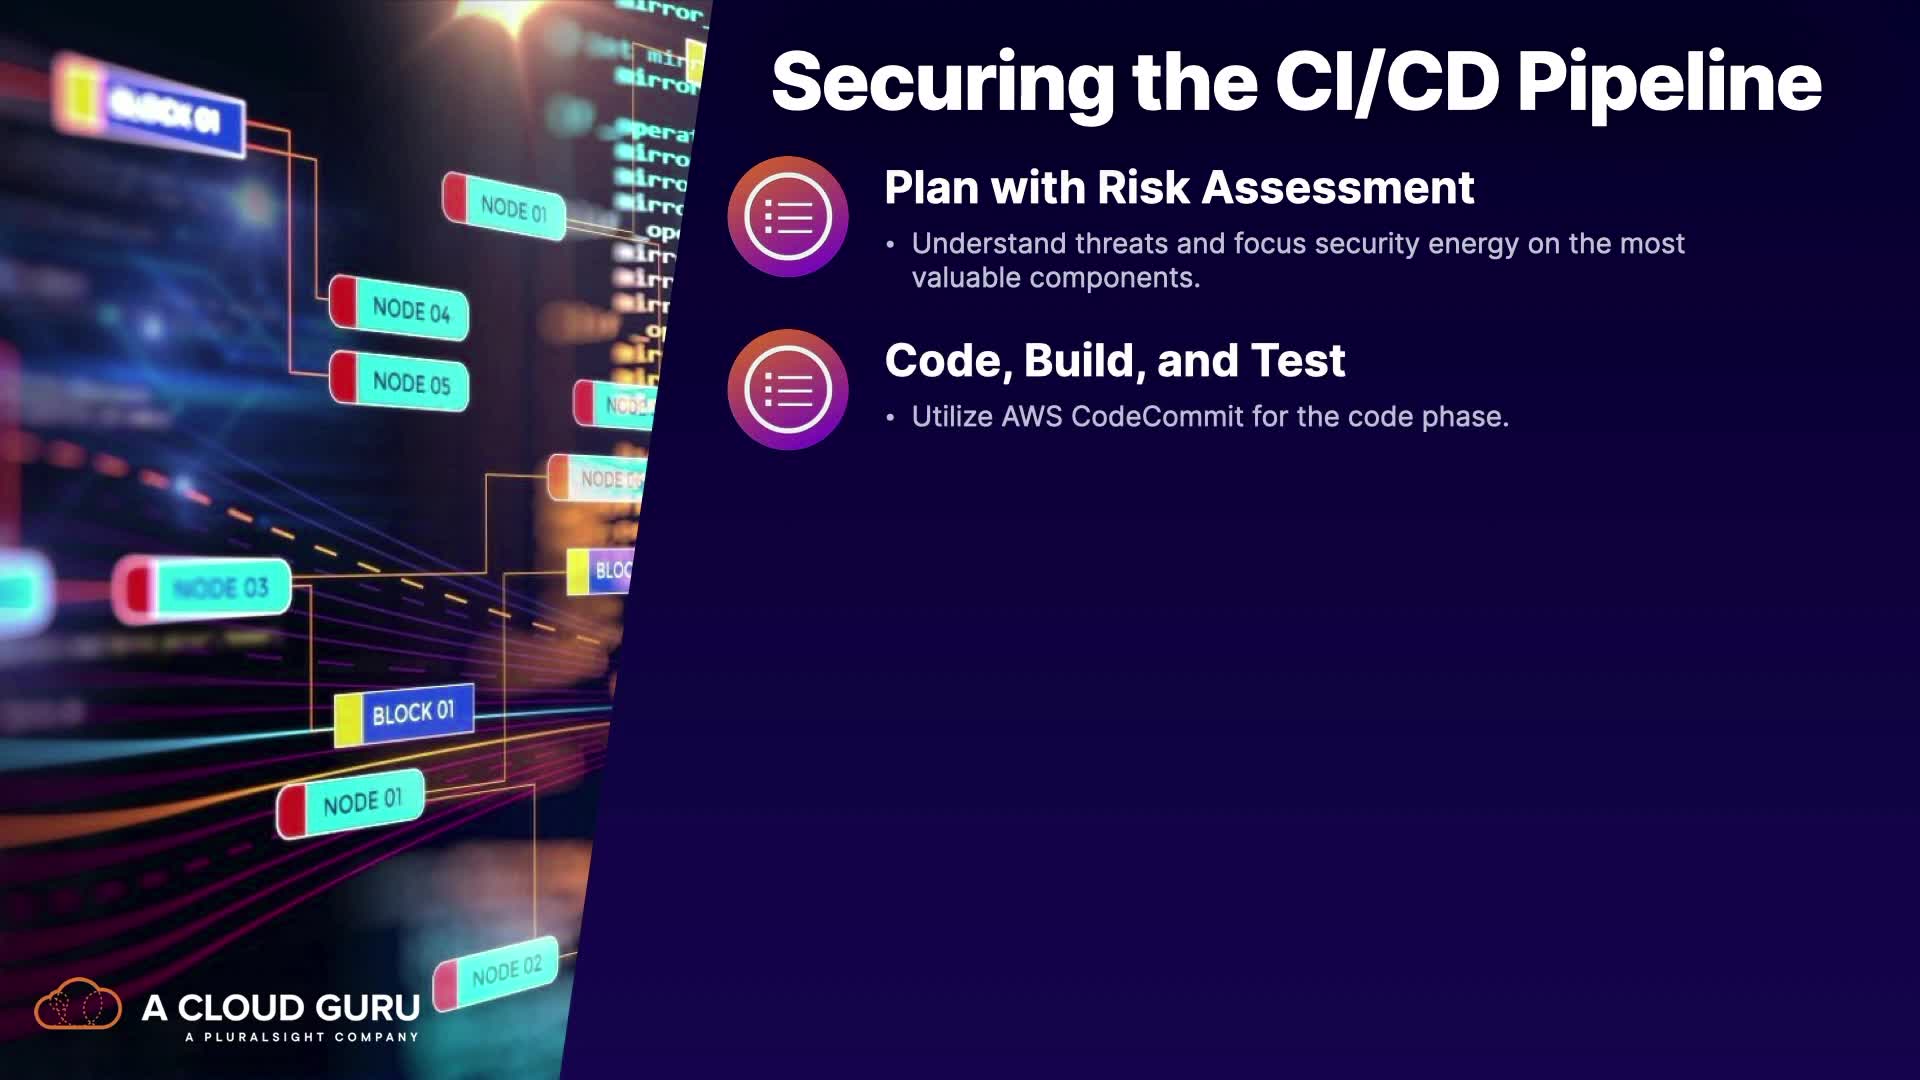 Securing the CI/CD Pipeline
Plan with Risk Assessment
• Understand threats and focus security energy on the most
valuable components.
Code, Build, and Test
• Utilize AWS CodeCommit for the code phase.
mirror_
mirror
01
NODE 01
NODE 04
NODE 05
NODE 03
BLOCK 01
NODE 01
NODE 02
A CLOUD GURU
A PLURALSIGHT COMPANY